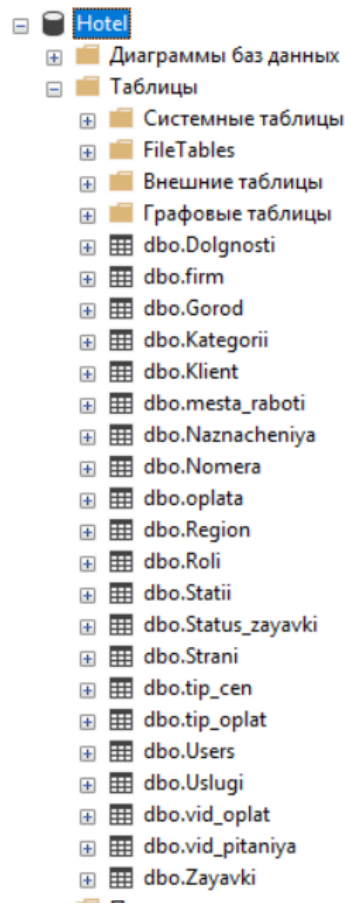 Hotel
Диаграммы баз данных
Таблицы
Системные таблицы
FileTables
Внешние таблицы
Графовые таблицы
dbo.Dolgnosti
dbo.firm
dbo.Gorod
dbo.Kategorii
dbo.Klient
dbo.mesta_raboti
dbo.Naznacheniya
dbo.Nomera
dbo.oplata
dbo.Region
dbo.Roli
dbo.Statii
dbo.Status_zayavki
dbo.Strani
dbo.tip_cen
dbo.tip_oplat
dbo.Users
dbo.Uslugi
dbo.vid_oplat
dbo.vid_pitaniya
dbo.Zayavki